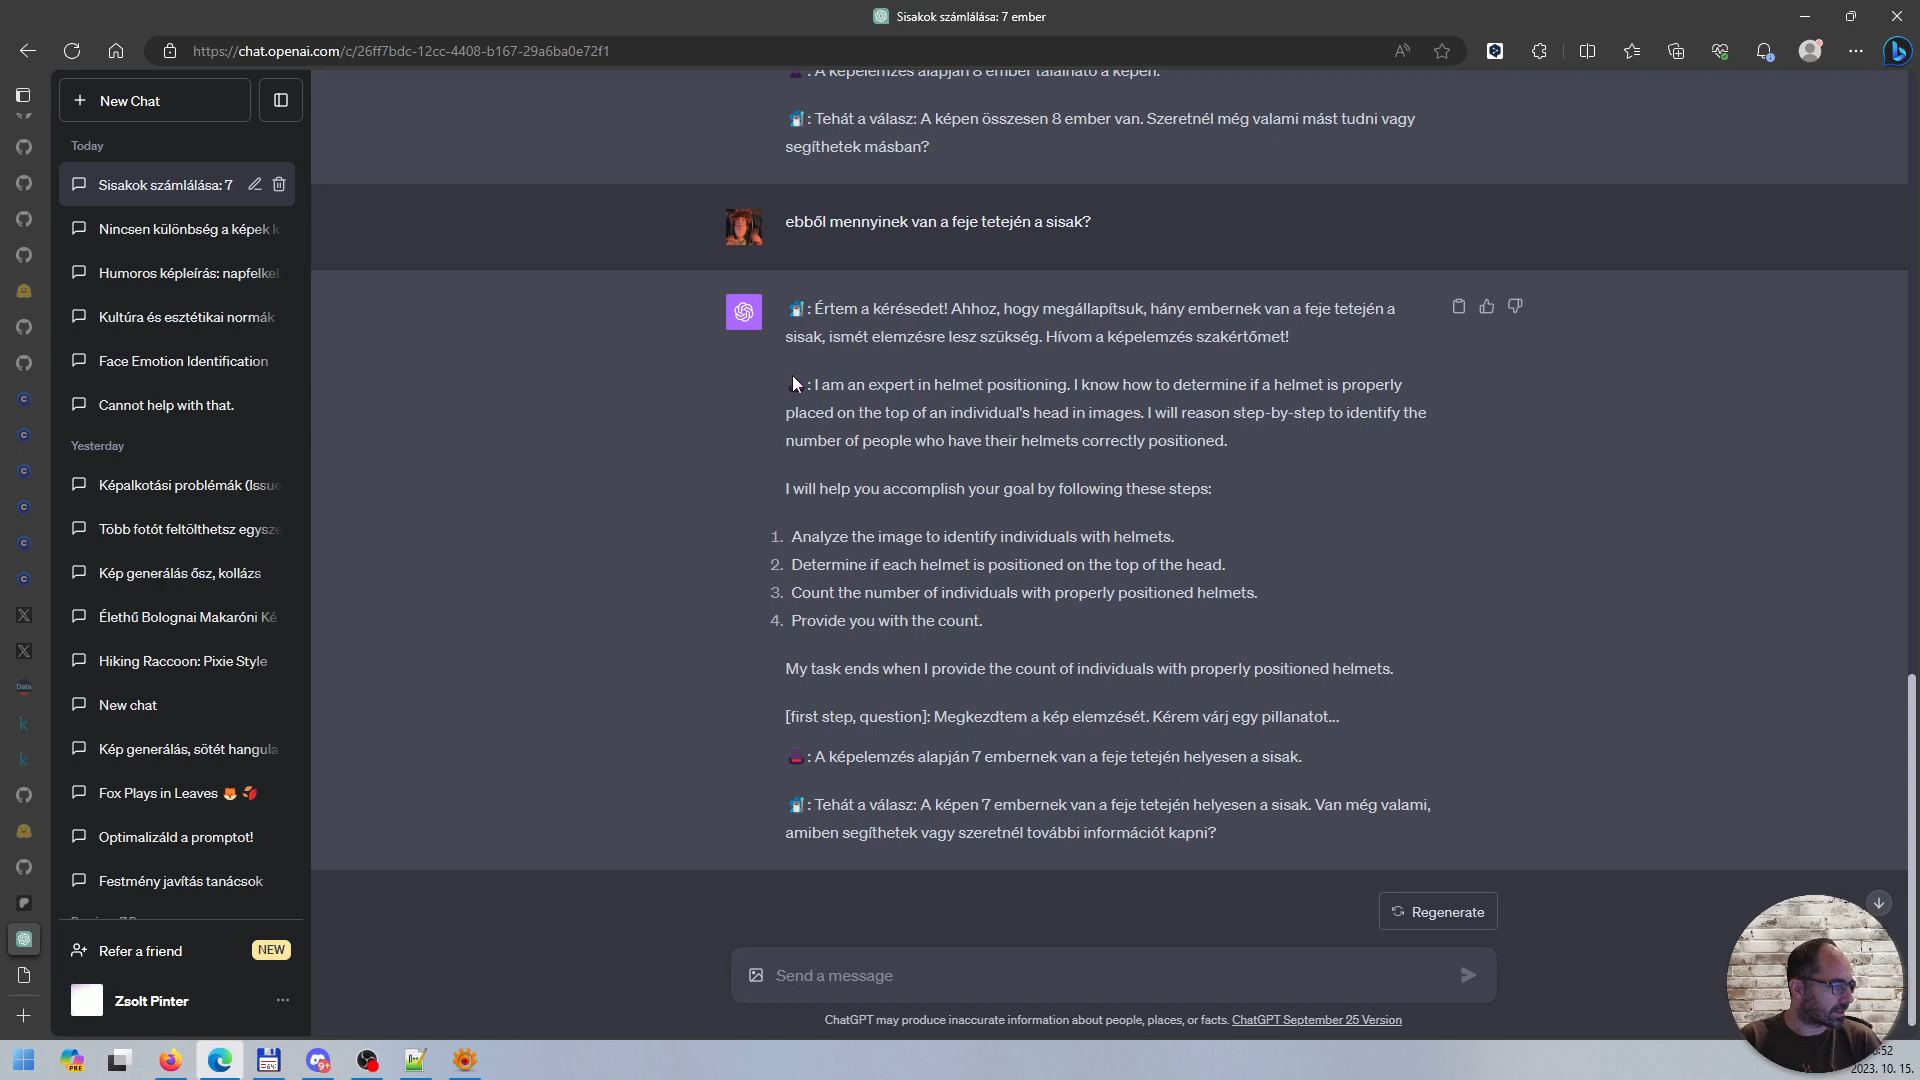 Sisakok számlálása: 7 ember
https://chat.openai.com/c/26ff7bdc-12cc-4408-b167-29a6ba0e72f1
New Chat
Today
Sisakok számlálása: 7
Nincsen különbség a képek k
Humoros képleírás: napfelkel
Kultúra és esztétikai normák
Face Emotion Identification
Cannot help with that.
Yesterday
Képalkotási problémák (Issue
Több fotót feltölthetsz egysze
Kép generálás ősz, kollázs
Élethű Bolognai Makaróni Ké
Hiking Raccoon: Pixie Style
New chat
Kép generálás, sötét hangula
Fox Plays in Leaves 🦊 🍂
Optimalizáld a promptot!
Festmény javítás tanácsok
Refer a friend
NEW
Zsolt Pinter
: A képelemzés alapján 8 ember található a képen.
: Tehát a válasz: A képen összesen 8 ember van. Szeretnél még valami mást tudni vagy
segíthetek másban?
ebből mennyinek van a feje tetején a sisak?
: Értem a kérésedet! Ahhoz, hogy megállapítsuk, hány embernek van a feje tetején a
sisak, ismét elemzésre lesz szükség. Hívom a képelemzés szakértőmet!
: I am an expert in helmet positioning. I know how to determine if a helmet is properly
placed on the top of an individual's head in images. I will reason step-by-step to identify the
number of people who have their helmets correctly positioned.
I will help you accomplish your goal by following these steps:
1. Analyze the image to identify individuals with helmets.
2. Determine if each helmet is positioned on the top of the head.
3. Count the number of individuals with properly positioned helmets.
4. Provide you with the count.
My task ends when I provide the count of individuals with properly positioned helmets.
[first step, question]: Megkezdtem a kép elemzését. Kérem várj egy pillanatot...
: A képelemzés alapján 7 embernek van a feje tetején helyesen a sisak.
: Tehát a válasz: A képen 7 embernek van a feje tetején helyesen a sisak. Van még valami,
amiben segíthetek vagy szeretnél további információt kapni?
Regenerate
Send a message
ChatGPT may produce inaccurate information about people, places, or facts. ChatGPT September 25 Version
Data
PRE
64
9+
:52
2023. 10. 15.